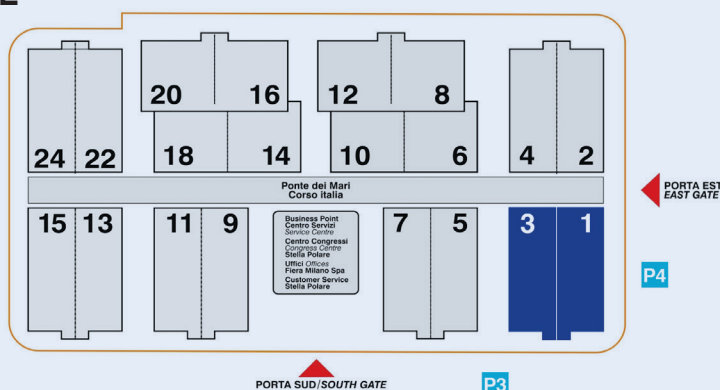 20 16 12 8
24 22 18 14 10 6 4 2
Ponte dei Mari
Corso italia
PORTA EST
EAST GATE
15 13 11 9 7 5 3 1
Business Point
Centro Servizi
Service Centre
Centro Congressi
Congress Centre
Stella Polare
Uffici Offices
Fiera Milano Spa
Customer Service
Stella Polare
P4
PORTA SUD/SOUTH GATE
P3